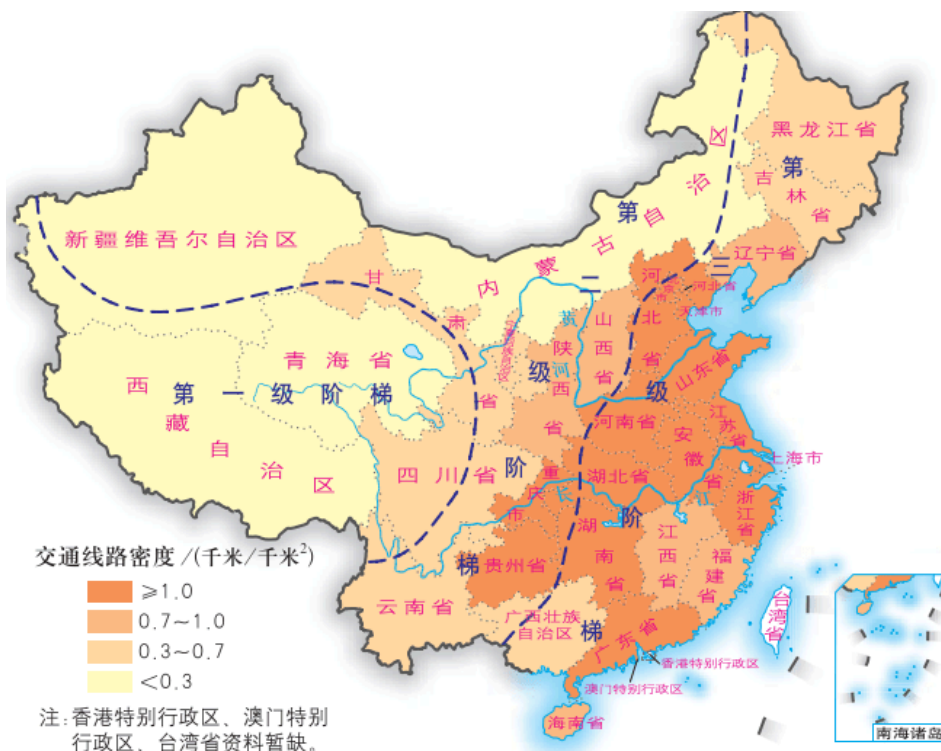 黑龙江省
吉林省
辽宁省
内蒙古自治区
新疆维吾尔自治区
甘肃省
青海省
西藏自治区
第一级阶梯
第二级阶梯
第三级阶梯
河北省
河北省
天津市
山西省
陕西省
黄河
山东省
河南省
江苏省
安徽省
上海市
四川省
重庆市
湖北省
长江
浙江省
湖南省
江西省
福建省
贵州省
云南省
广西壮族
自治区
广东省
台湾省
香港特别行政区
澳门特别行政区
海南省
南海诸岛
交通线路密度/(千米/千米²)
≥1.0
0.7~1.0
0.3~0.7
<0.3
注:香港特别行政区、澳门特别
行政区、台湾省资料暂缺。